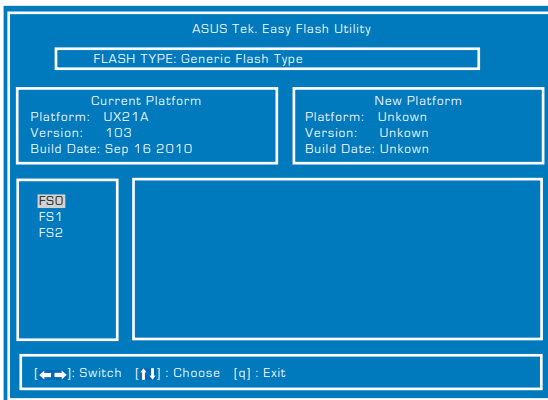 ASUS Tek. Easy Flash Utility
FLASH TYPE: Generic Flash Type
Current Platform
Platform: UX21A
Version: 103
Build Date: Sep 16 2010
New Platform
Platform: Unkown
Version: Unkown
Build Date: Unkown
FS0
FS1
FS2
[←→]: Switch [↑↓] : Choose [q] : Exit